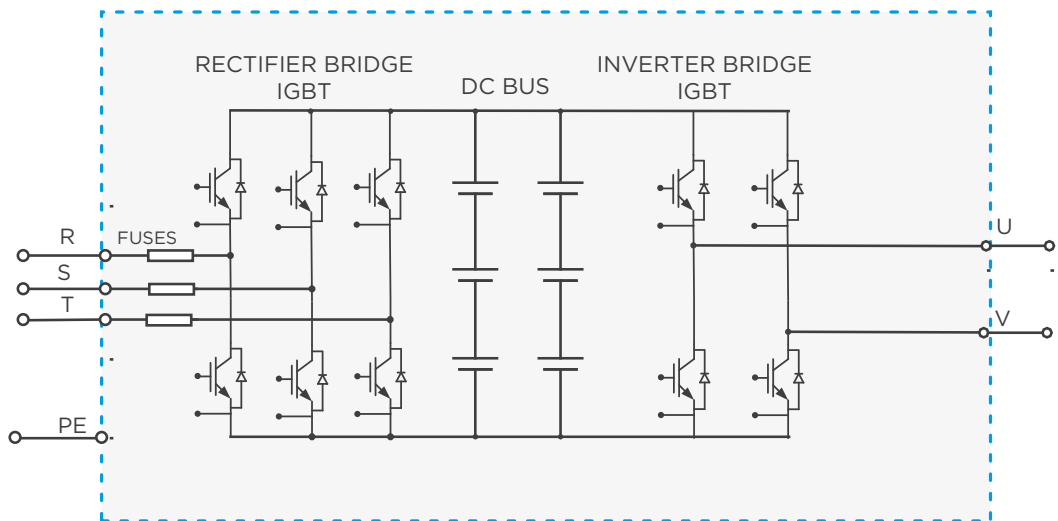 RECTIFIER BRIDGE
IGBT
DC BUS
INVERTER BRIDGE
IGBT
R
FUSES
S
T
PE
U
V